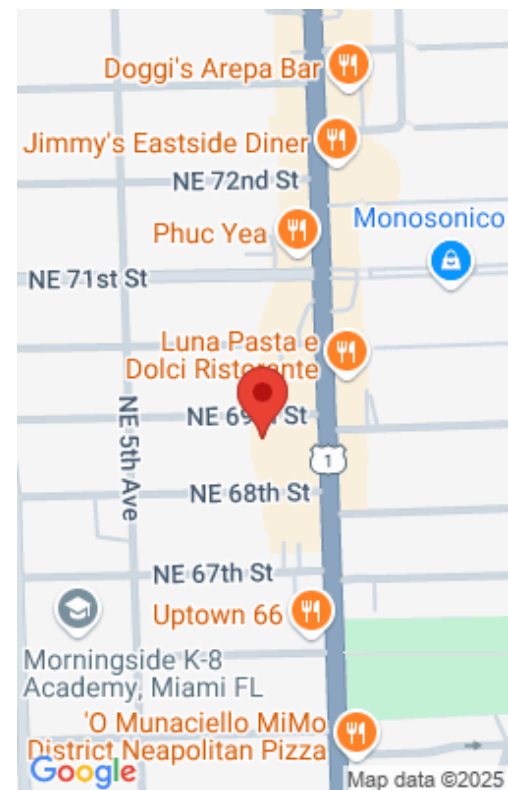 Doggi's Arepa Bar
Jimmy's Eastside Diner
NE 72nd St
Phuc Yea
Monosonico
NE 71st St
Luna Pasta e
Dolci Ristorante
NE 5th Ave
NE 69th St
1
NE 68th St
NE 67th St
Uptown 66
Morningside K-8
Academy, Miami FL
'O Munaciello MiMo
District Neapolitan Pizza
Google
Map data ©2025